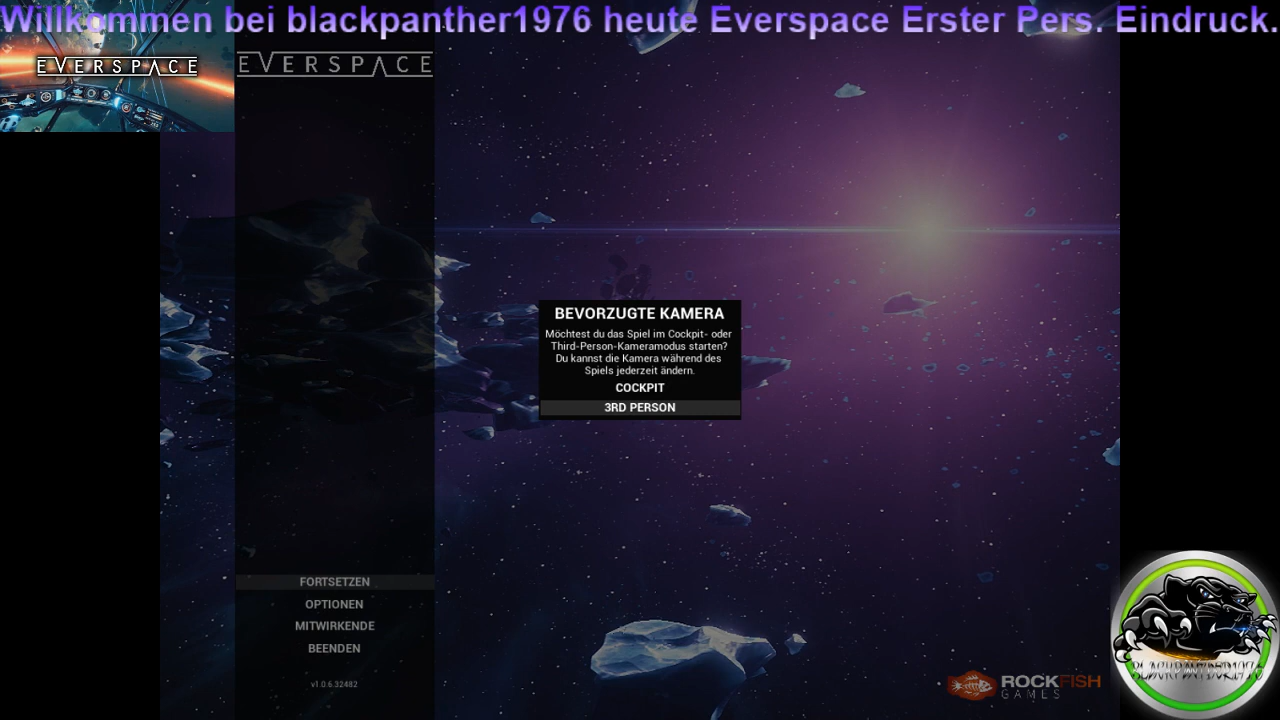 Willkommen bei blackpanther1976 heute Everspace Erster Pers. Eindruck.
EVERSPACE
EVERSPACE
BEVORZUGTE KAMERA
Möchtest du das Spiel im Cockpit- oder
Third-Person-Kameramodus starten?
Du kannst die Kamera während des
Spiels jederzeit ändern.
COCKPIT
3RD PERSON
FORTSETZEN
OPTIONEN
MITWIRKENDE
BEENDEN
v1.0.6.32482
ROCKFISH
GAMES
BLACKPANTHER1976